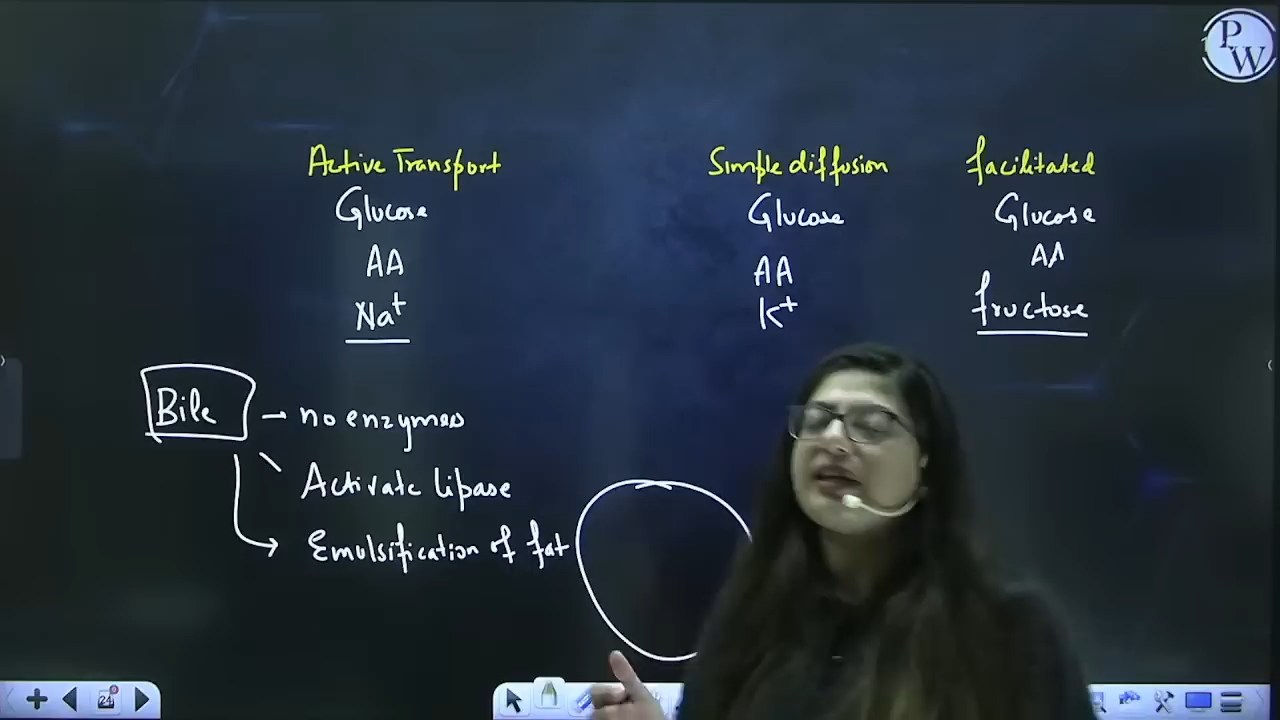 PW
Active Transport
Simple diffusion
facilitated
Glucose
Glucose
Glucose
AA
AA
AA
Na+
K+
fructose
Bile
→ no enzymes
Activate lipase
→ Emulsification of fat
24